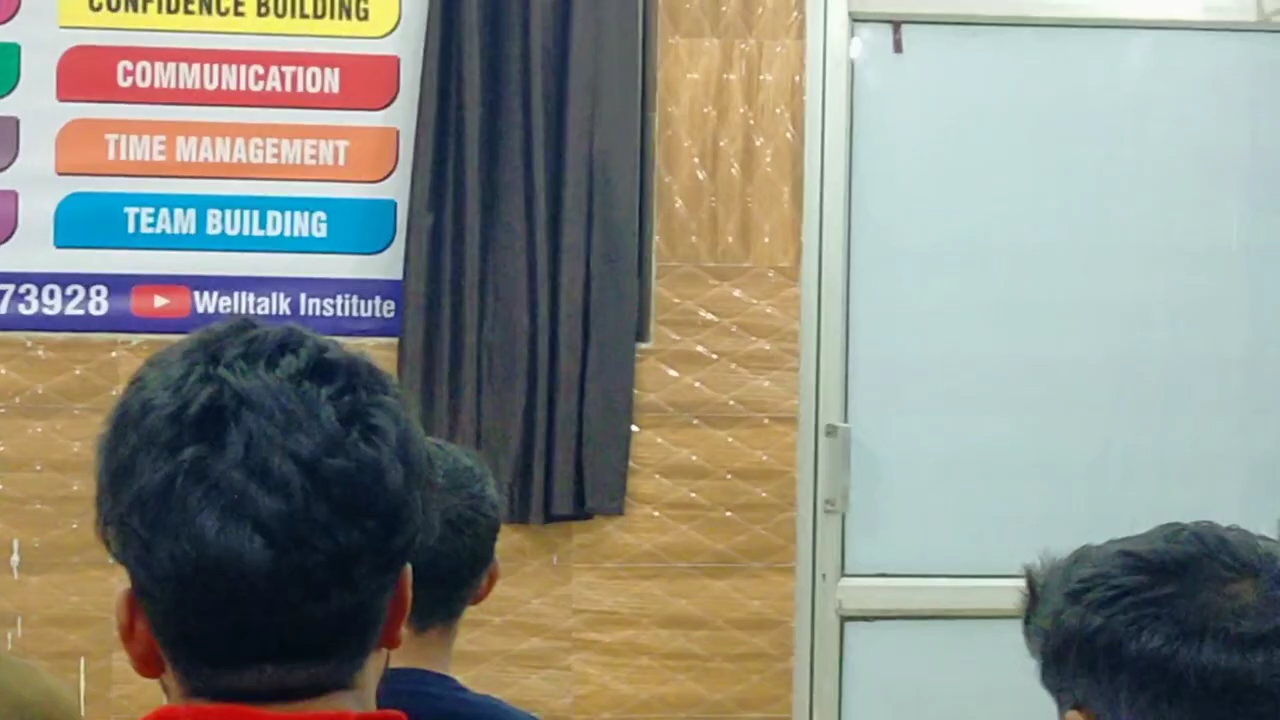 CONFIDENCE BUILDING
COMMUNICATION
TIME MANAGEMENT
TEAM BUILDING
73928 Welltalk Institute